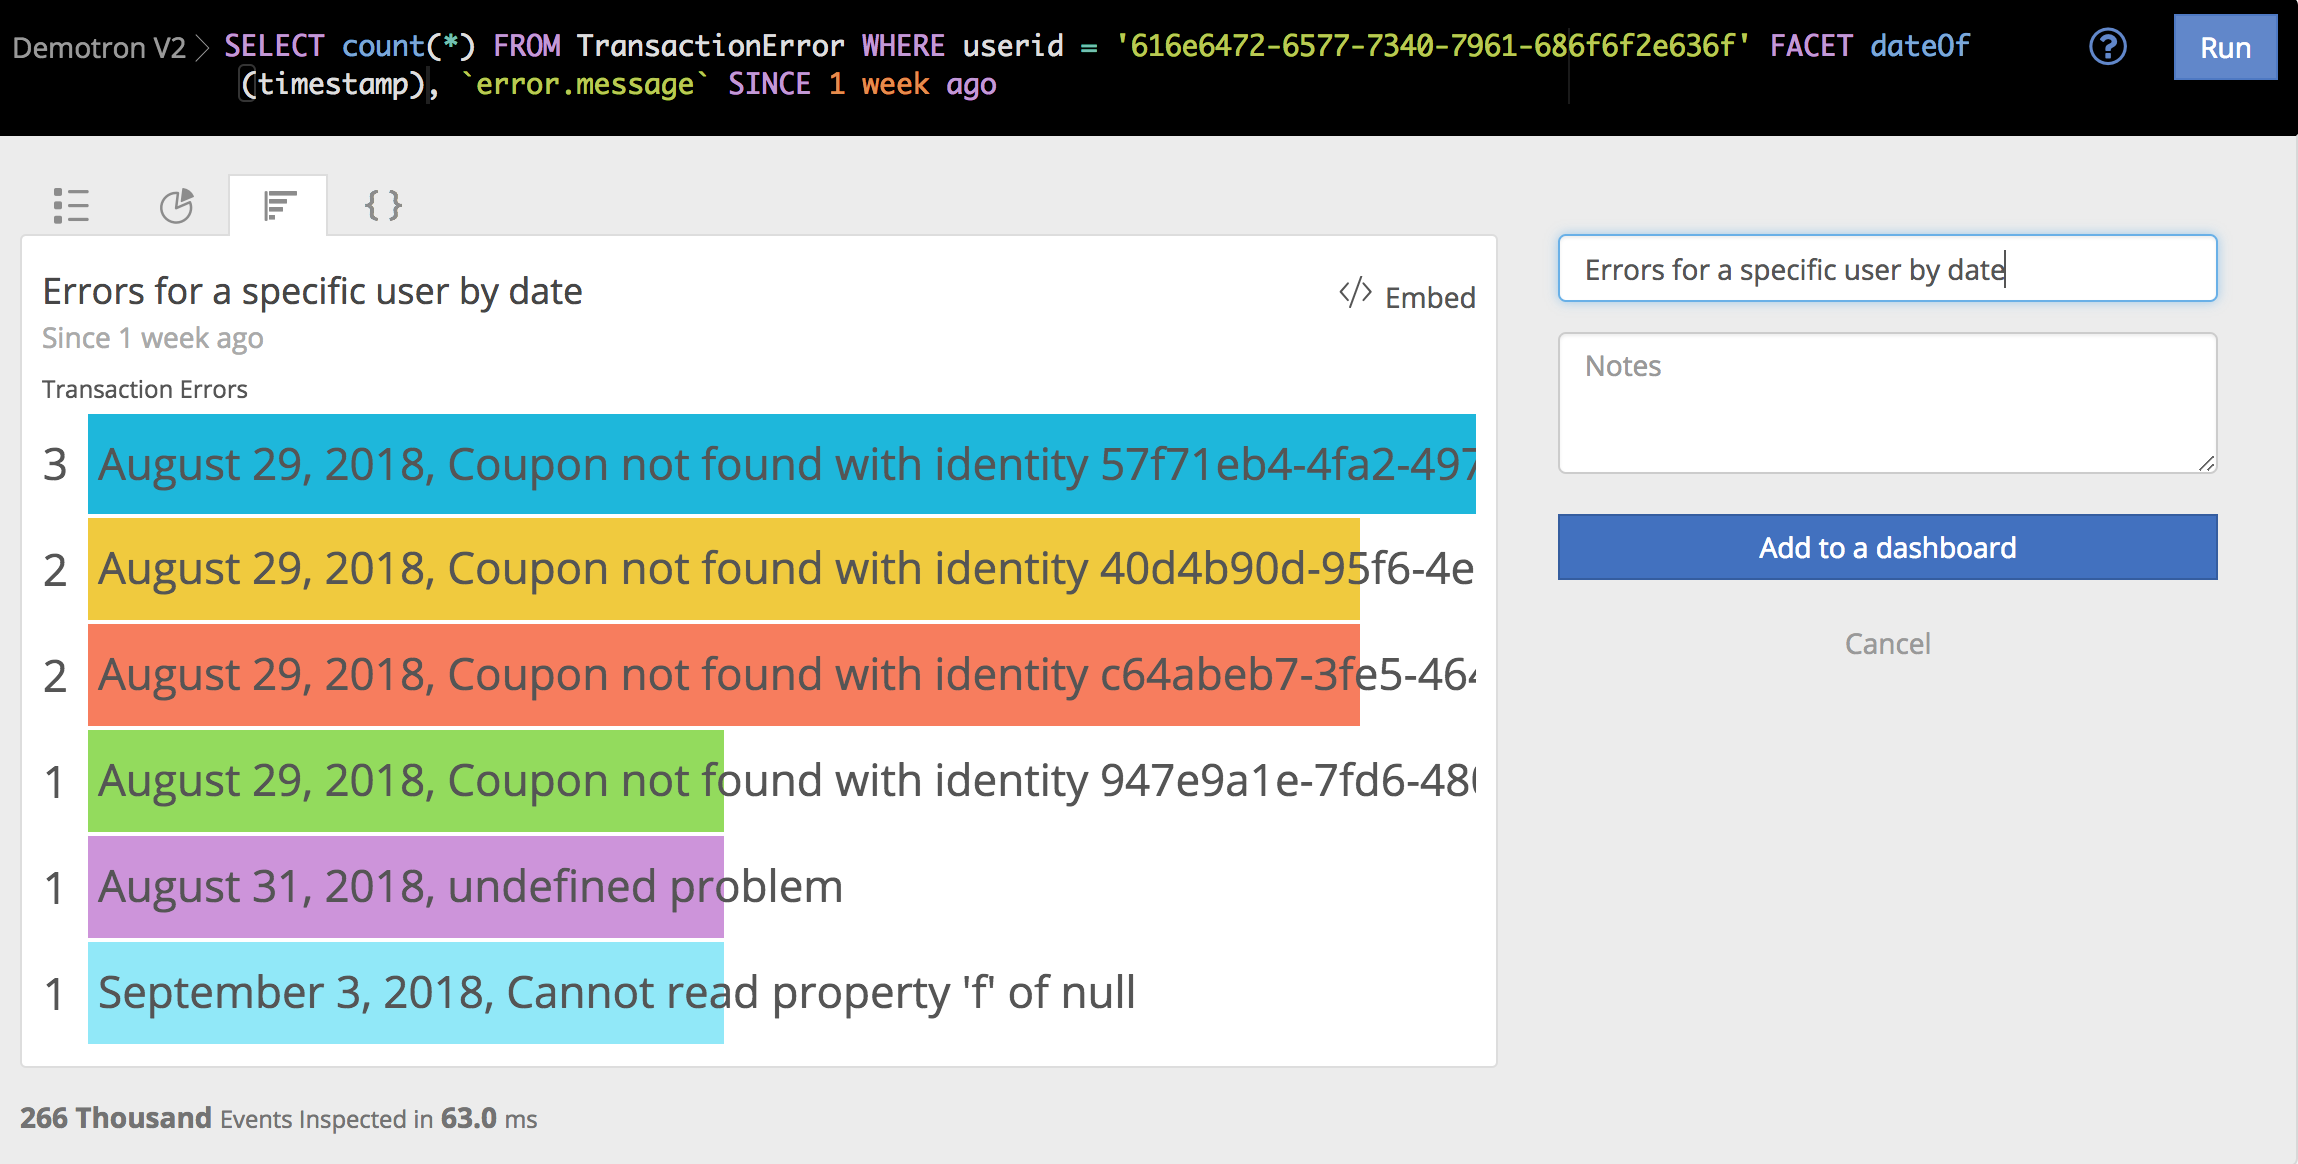 Demotron V2 SELECT count(*) FROM TransactionError WHERE userid = '616e6472-6577-7340-7961-686f6f2e636f' FACET dateOf
(timestamp), `error.message` SINCE 1 week ago
Run
{ }
Errors for a specific user by date
</> Embed
Since 1 week ago
Transaction Errors
3 August 29, 2018, Coupon not found with identity 57f71eb4-4fa2-497
2 August 29, 2018, Coupon not found with identity 40d4b90d-95f6-4e
2 August 29, 2018, Coupon not found with identity c64abeb7-3fe5-464
1 August 29, 2018, Coupon not found with identity 947e9a1e-7fd6-480
1 August 31, 2018, undefined problem
1 September 3, 2018, Cannot read property 'f' of null
266 Thousand Events Inspected in 63.0 ms
Errors for a specific user by date
Notes
Add to a dashboard
Cancel